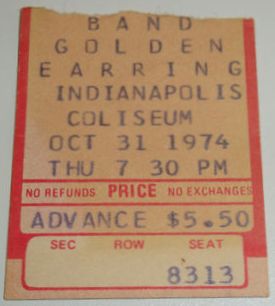 BAND
GOLDEN
EARRING
INDIANAPOLIS
COLISEUM
OCT 31 1974
THU 7 30 PM
NO REFUNDS PRICE NO EXCHANGES
ADVANCE $5.50
SEC ROW SEAT
8313